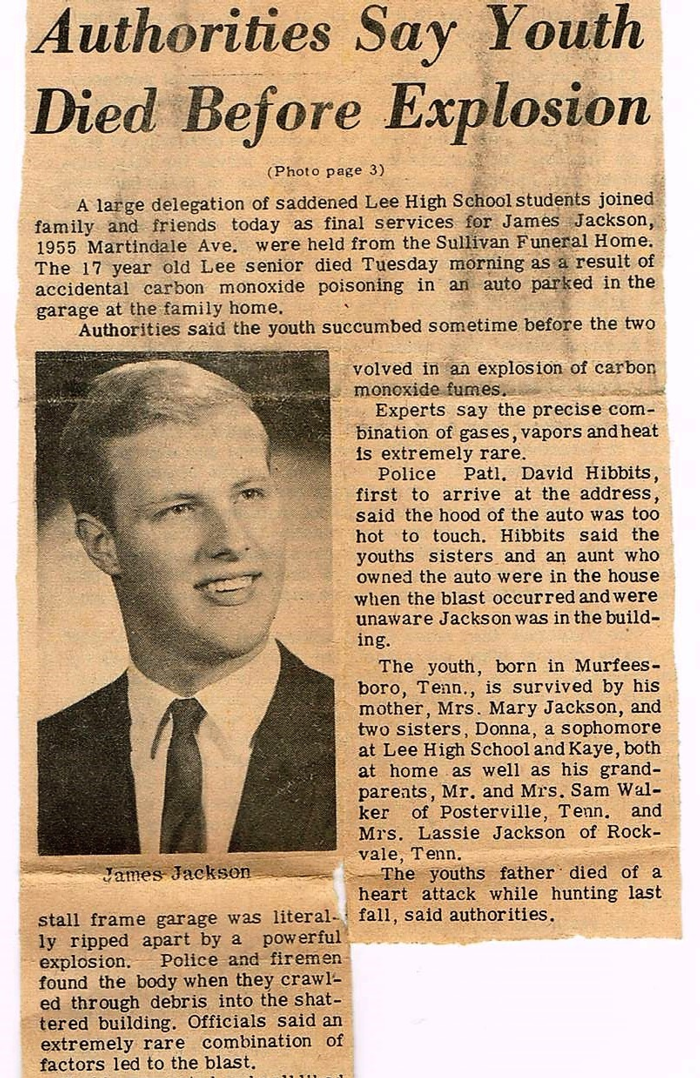 Authorities Say Youth
Died Before Explosion
(Photo page 3)
A large delegation of saddened Lee High School students joined
family and friends today as final services for James Jackson,
1955 Martindale Ave. were held from the Sullivan Funeral Home.
The 17 year old Lee senior died Tuesday morning as a result of
accidental carbon monoxide poisoning in an auto parked in the
garage at the family home.
Authorities said the youth succumbed sometime before the two
James Jackson
stall frame garage was literal-
ly ripped apart by a powerful
explosion. Police and firemen
found the body when they crawl-
ed through debris into the shat-
tered building. Officials said an
extremely rare combination of
factors led to the blast.
volved in an explosion of carbon
monoxide fumes.
Experts say the precise com-
bination of gases, vapors and heat
is extremely rare.
Police Patl. David Hibbits,
first to arrive at the address,
said the hood of the auto was too
hot to touch. Hibbits said the
youths sisters and an aunt who
owned the auto were in the house
when the blast occurred and were
unaware Jackson was in the build-
ing.
The youth, born in Murfees-
boro, Tenn., is survived by his
mother, Mrs. Mary Jackson, and
two sisters, Donna, a sophomore
at Lee High School and Kaye, both
at home as well as his grand-
parents, Mr. and Mrs. Sam Wal-
ker of Posterville, Tenn. and
Mrs. Lassie Jackson of Rock-
vale, Tenn.
The youths father died of a
heart attack while hunting last
fall, said authorities.